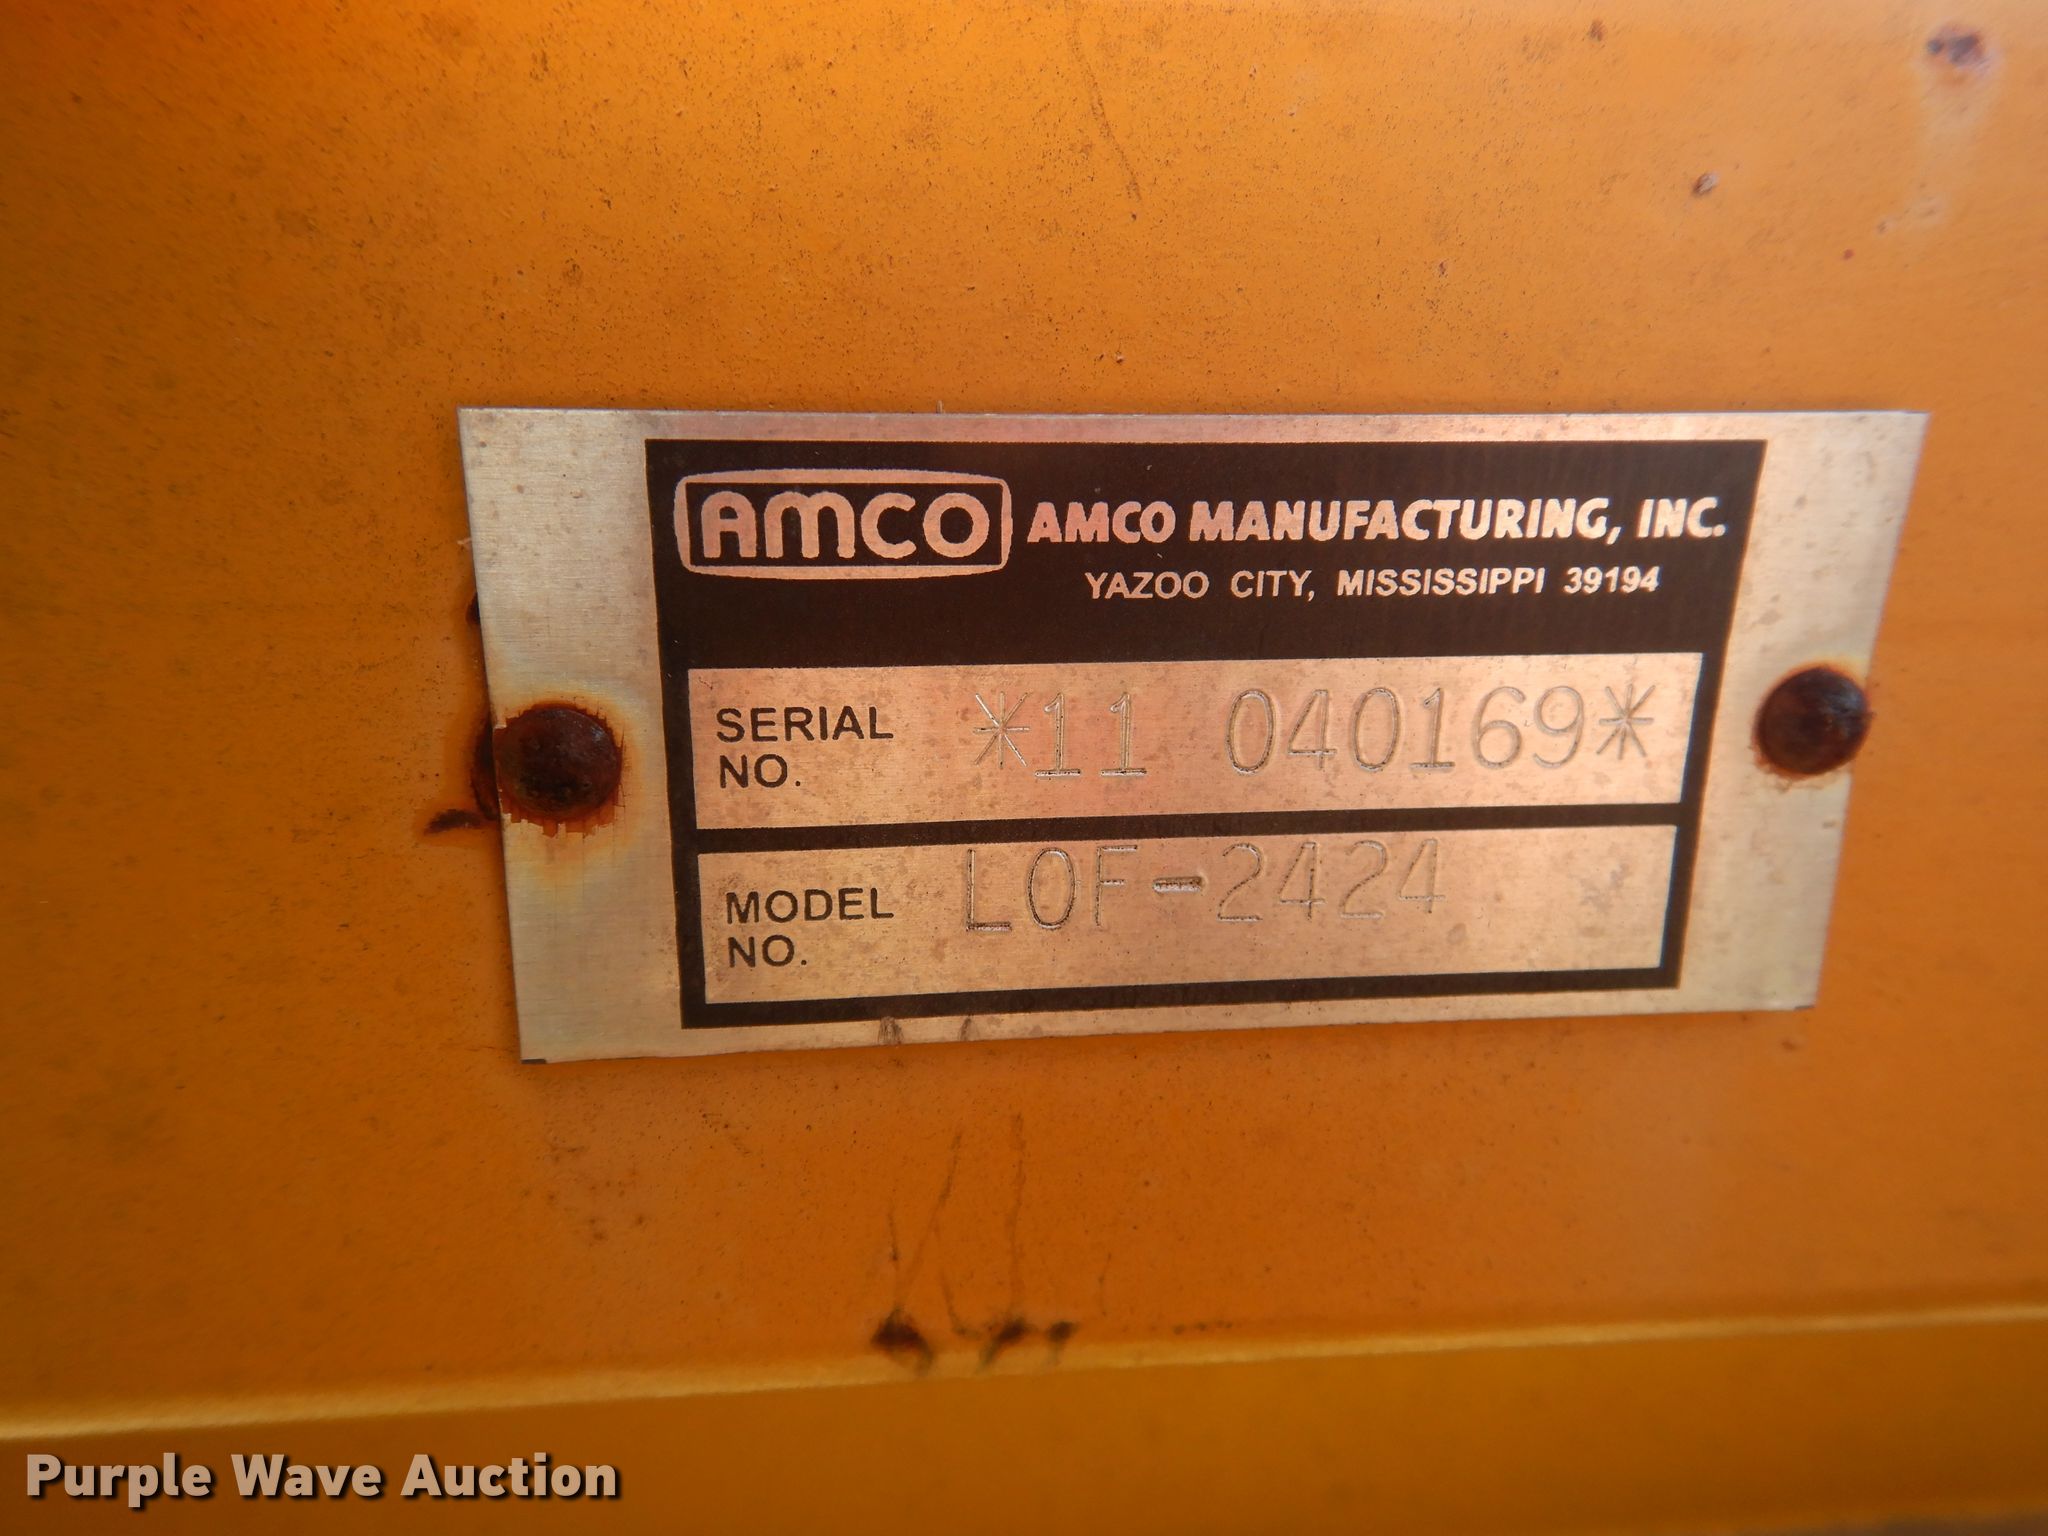 AMCO AMCO MANUFACTURING, INC.
YAZOO CITY, MISSISSIPPI 39194
SERIAL NO. *11 040169*
MODEL NO. LOF-2424
Purple Wave Auction